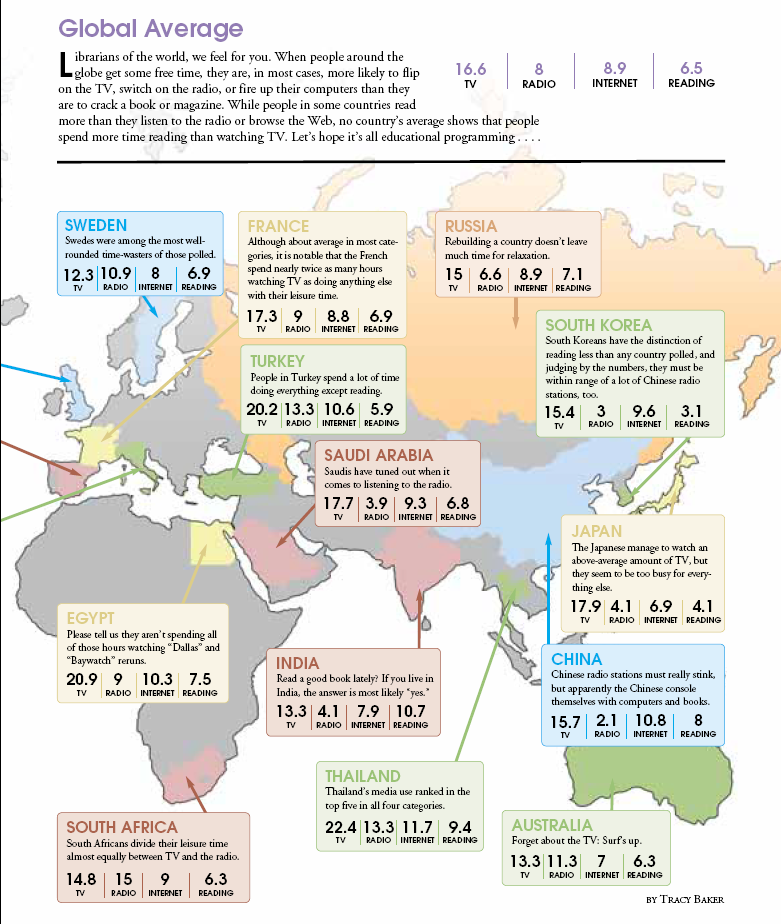 Global Average
Librarians of the world, we feel for you. When people around the
globe get some free time, they are, in most cases, more likely to flip
on the TV, switch on the radio, or fire up their computers than they
are to crack a book or magazine. While people in some countries read
more than they listen to the radio or browse the Web, no country's average shows that people
spend more time reading than watching TV. Let's hope it's all educational programming . . . .
16.6 8 8.9 6.5
TV RADIO INTERNET READING
SWEDEN
Swedes were among the most well-
rounded time-wasters of those polled.
12.3 10.9 8 6.9
TV RADIO INTERNET READING
FRANCE
Although about average in most cate-
gories, it is notable that the French
spend nearly twice as many hours
watching TV as doing anything else
with their leisure time.
17.3 9 8.8 6.9
TV RADIO INTERNET READING
RUSSIA
Rebuilding a country doesn't leave
much time for relaxation.
15 6.6 8.9 7.1
TV RADIO INTERNET READING
SOUTH KOREA
South Koreans have the distinction of
reading less than any country polled, and
judging by the numbers, they must be
within range of a lot of Chinese radio
stations, too.
15.4 3 9.6 3.1
TV RADIO INTERNET READING
TURKEY
People in Turkey spend a lot of time
doing everything except reading.
20.2 13.3 10.6 5.9
TV RADIO INTERNET READING
SAUDI ARABIA
Saudis have tuned out when it
comes to listening to the radio.
17.7 3.9 9.3 6.8
TV RADIO INTERNET READING
JAPAN
The Japanese manage to watch an
above-average amount of TV, but
they seem to be too busy for every-
thing else.
17.9 4.1 6.9 4.1
TV RADIO INTERNET READING
EGYPT
Please tell us they aren't spending all
of those hours watching "Dallas" and
"Baywatch" reruns.
20.9 9 10.3 7.5
TV RADIO INTERNET READING
INDIA
Read a good book lately? If you live in
India, the answer is most likely "yes."
13.3 4.1 7.9 10.7
TV RADIO INTERNET READING
CHINA
Chinese radio stations must really stink,
but apparently the Chinese console
themselves with computers and books.
15.7 2.1 10.8 8
TV RADIO INTERNET READING
THAILAND
Thailand's media use ranked in the
top five in all four categories.
22.4 13.3 11.7 9.4
TV RADIO INTERNET READING
SOUTH AFRICA
South Africans divide their leisure time
almost equally between TV and the radio.
14.8 15 9 6.3
TV RADIO INTERNET READING
AUSTRALIA
Forget about the TV: Surf's up.
13.3 11.3 7 6.3
TV RADIO INTERNET READING
BY TRACY BAKER